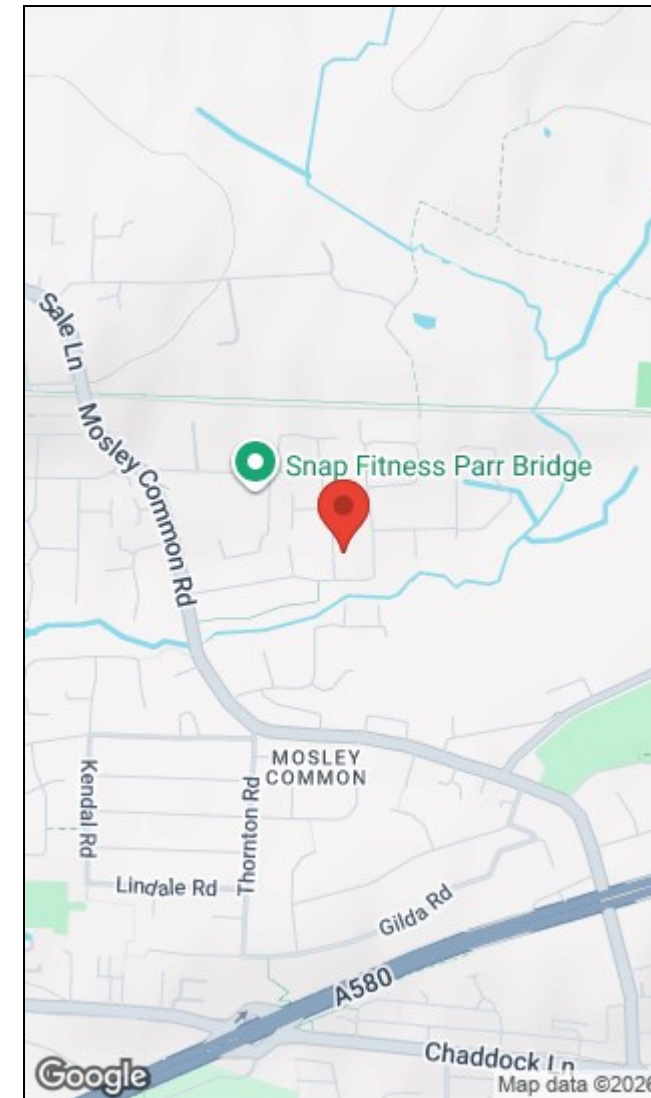 Sale Ln
Mosley Common Rd
Snap Fitness Parr Bridge
MOSLEY
COMMON
Kendal Rd
Thornton Rd
Lindale Rd
Gilda Rd
A580
Chaddock Ln
Google
Map data ©2026